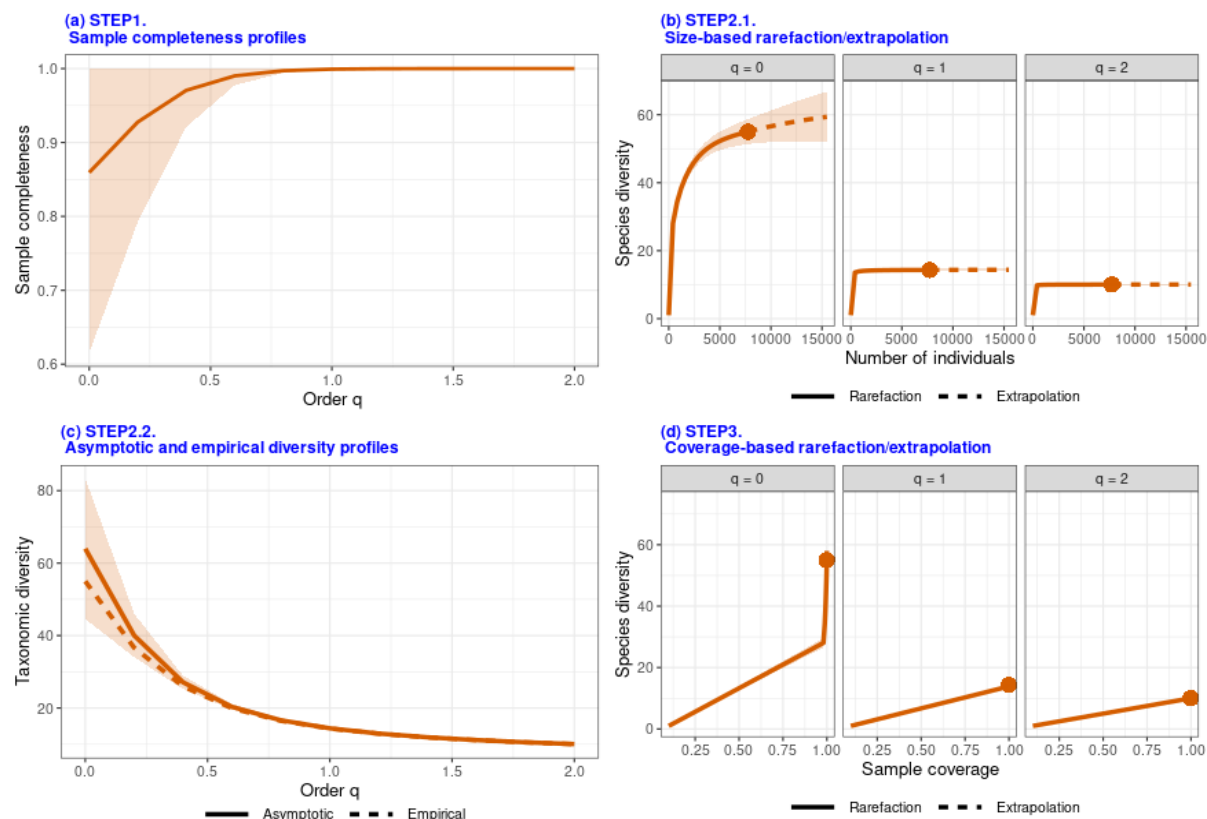 (a) STEP1.
Sample completeness profiles
Sample completeness
1.0
0.9
0.8
0.7
0.6
0.0 0.5 1.0 1.5 2.0
Order q
(b) STEP2.1.
Size-based rarefaction/extrapolation
q = 0 q = 1 q = 2
Species diversity
60
40
20
0
0 5000 10000 15000 0 5000 10000 15000 0 5000 10000 15000
Number of individuals
Rarefaction Extrapolation
(c) STEP2.2.
Asymptotic and empirical diversity profiles
Taxonomic diversity
80
60
40
20
0.0 0.5 1.0 1.5 2.0
Order q
Asymptotic Empirical
(d) STEP3.
Coverage-based rarefaction/extrapolation
q = 0 q = 1 q = 2
Species diversity
60
40
20
0
0.25 0.50 0.75 1.00 0.25 0.50 0.75 1.00 0.25 0.50 0.75 1.00
Sample coverage
Rarefaction Extrapolation